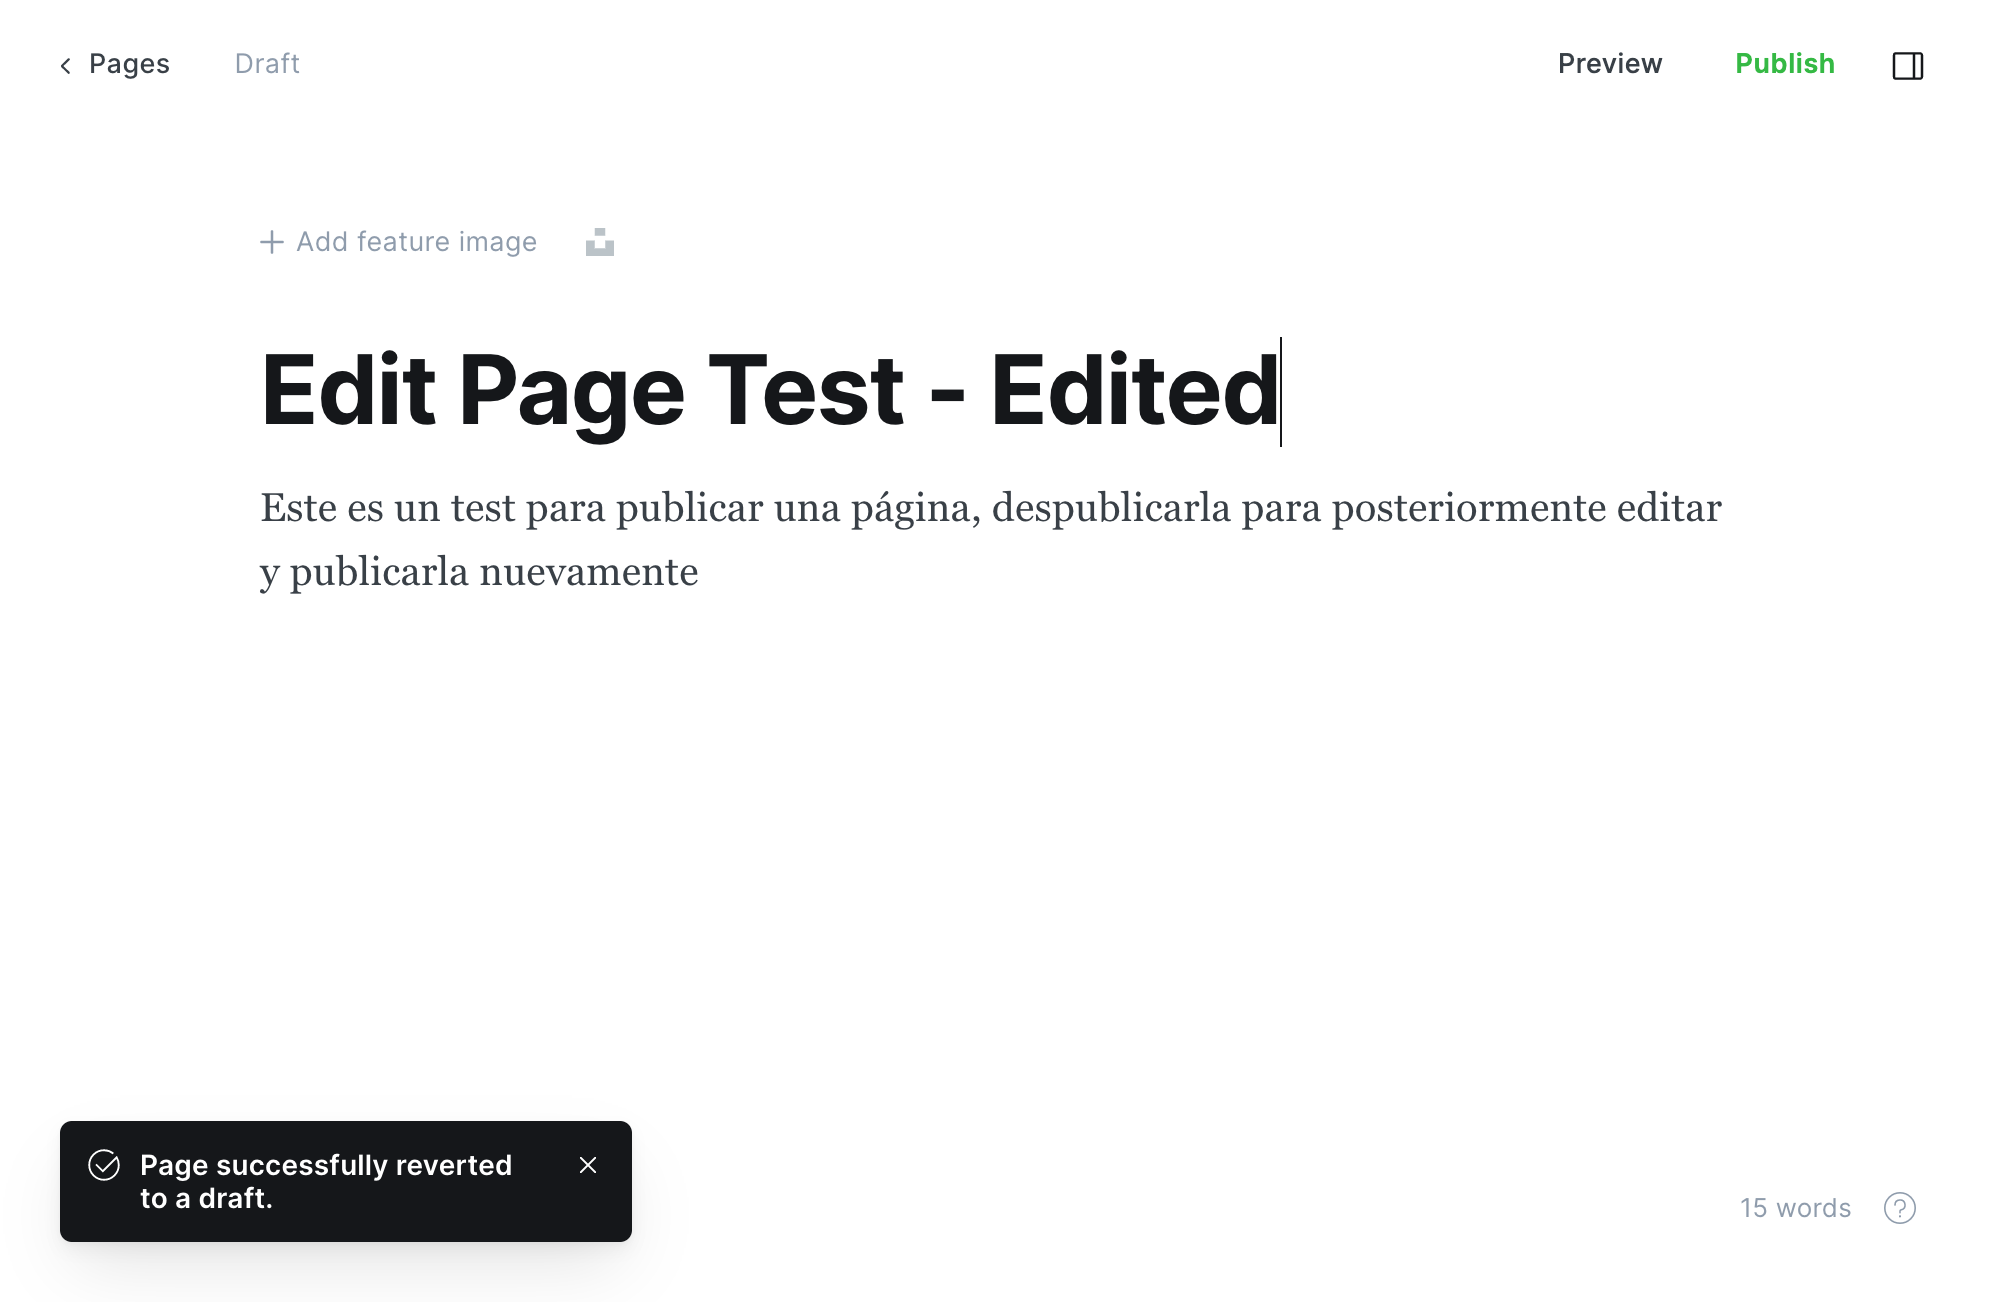 Pages
Draft
Preview
Publish
Add feature image
Edit Page Test - Edited
Este es un test para publicar una página, despublicarla para posteriormente editar
y publicarla nuevamente
Page successfully reverted
to a draft.
15 words
?